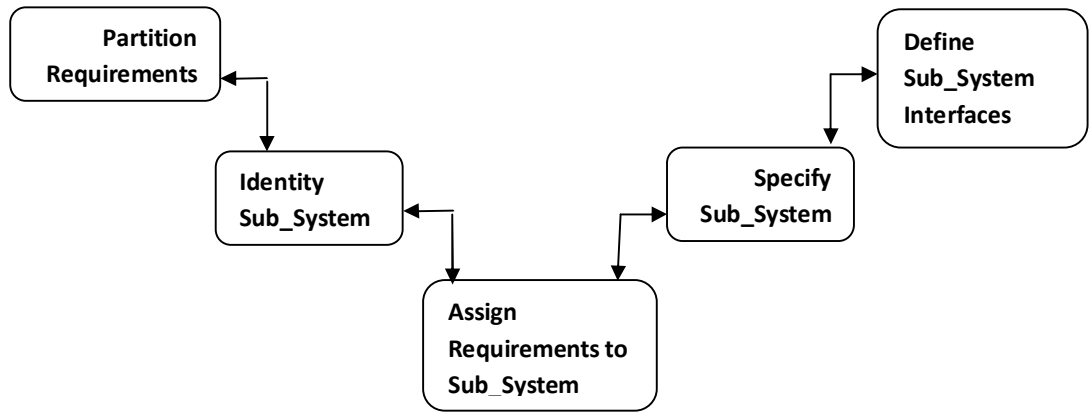 Partition
Requirements
Identity
Sub_System
Assign
Requirements to
Sub_System
Specify
Sub_System
Define
Sub_System
Interfaces